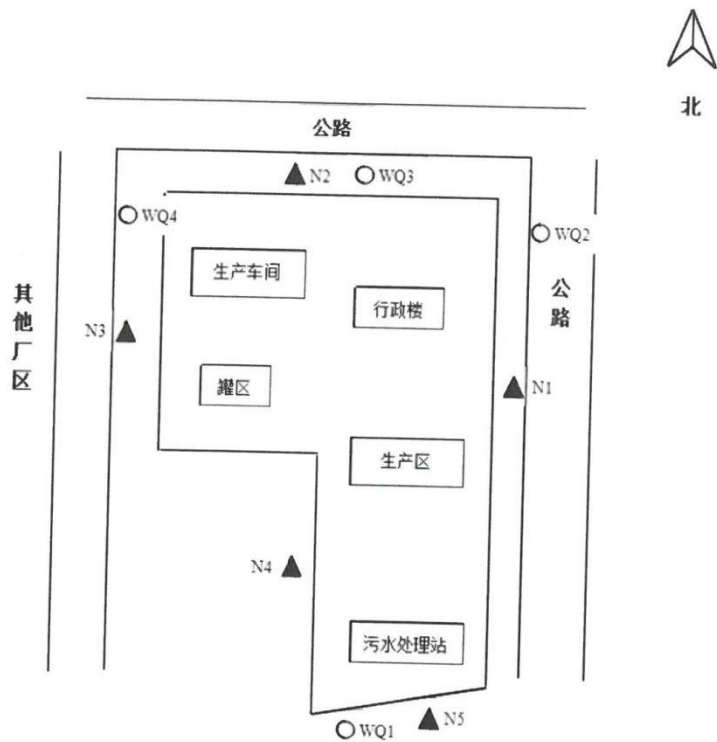 北
公路
N2
WQ3
WQ4
WQ2
生产车间
行政楼
公路
其他厂区
N3
罐区
N1
生产区
N4
污水处理站
WQ1
N5